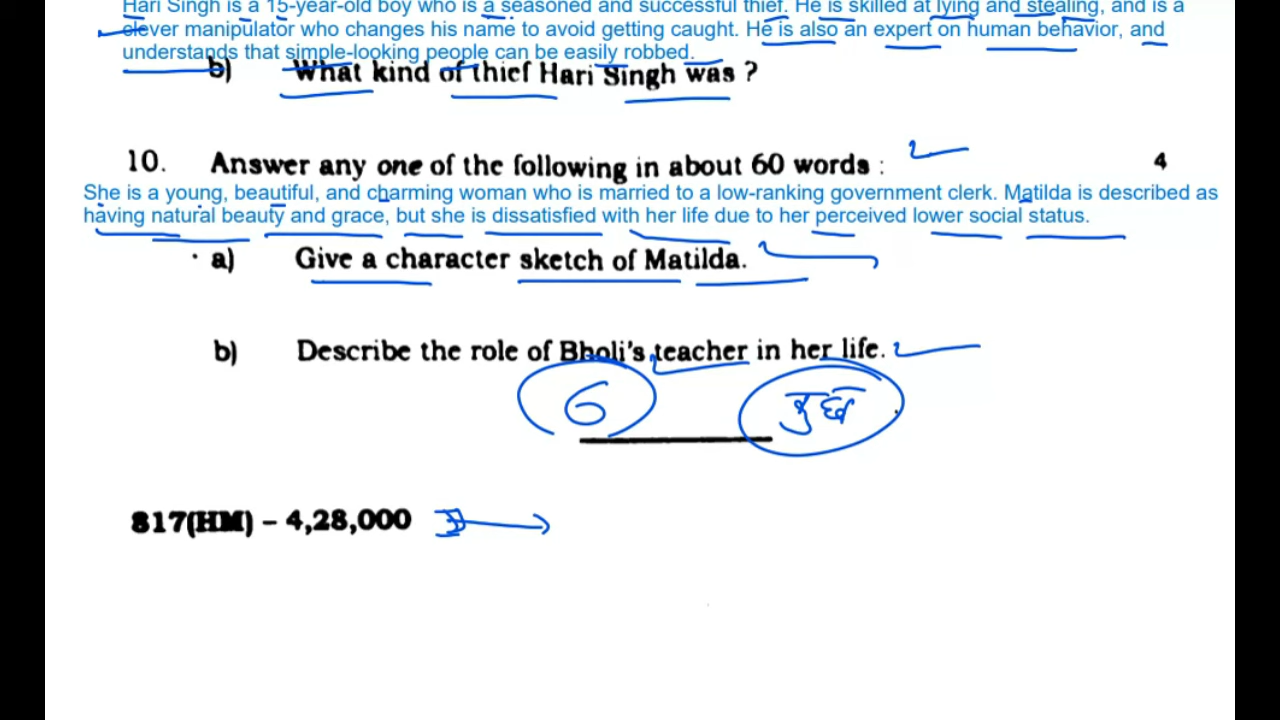 Hari Singh is a 15-year-old boy who is a seasoned and successful thief. He is skilled at lying and stealing, and is a
clever manipulator who changes his name to avoid getting caught. He is also an expert on human behavior, and
understands that simple-looking people can be easily robbed.
b) What kind of thief Hari Singh was ?
10. Answer any one of the following in about 60 words : 4
She is a young, beautiful, and charming woman who is married to a low-ranking government clerk. Matilda is described as
having natural beauty and grace, but she is dissatisfied with her life due to her perceived lower social status.
a) Give a character sketch of Matilda.
b) Describe the role of Bholi's teacher in her life.
6
817(HM) – 4,28,000